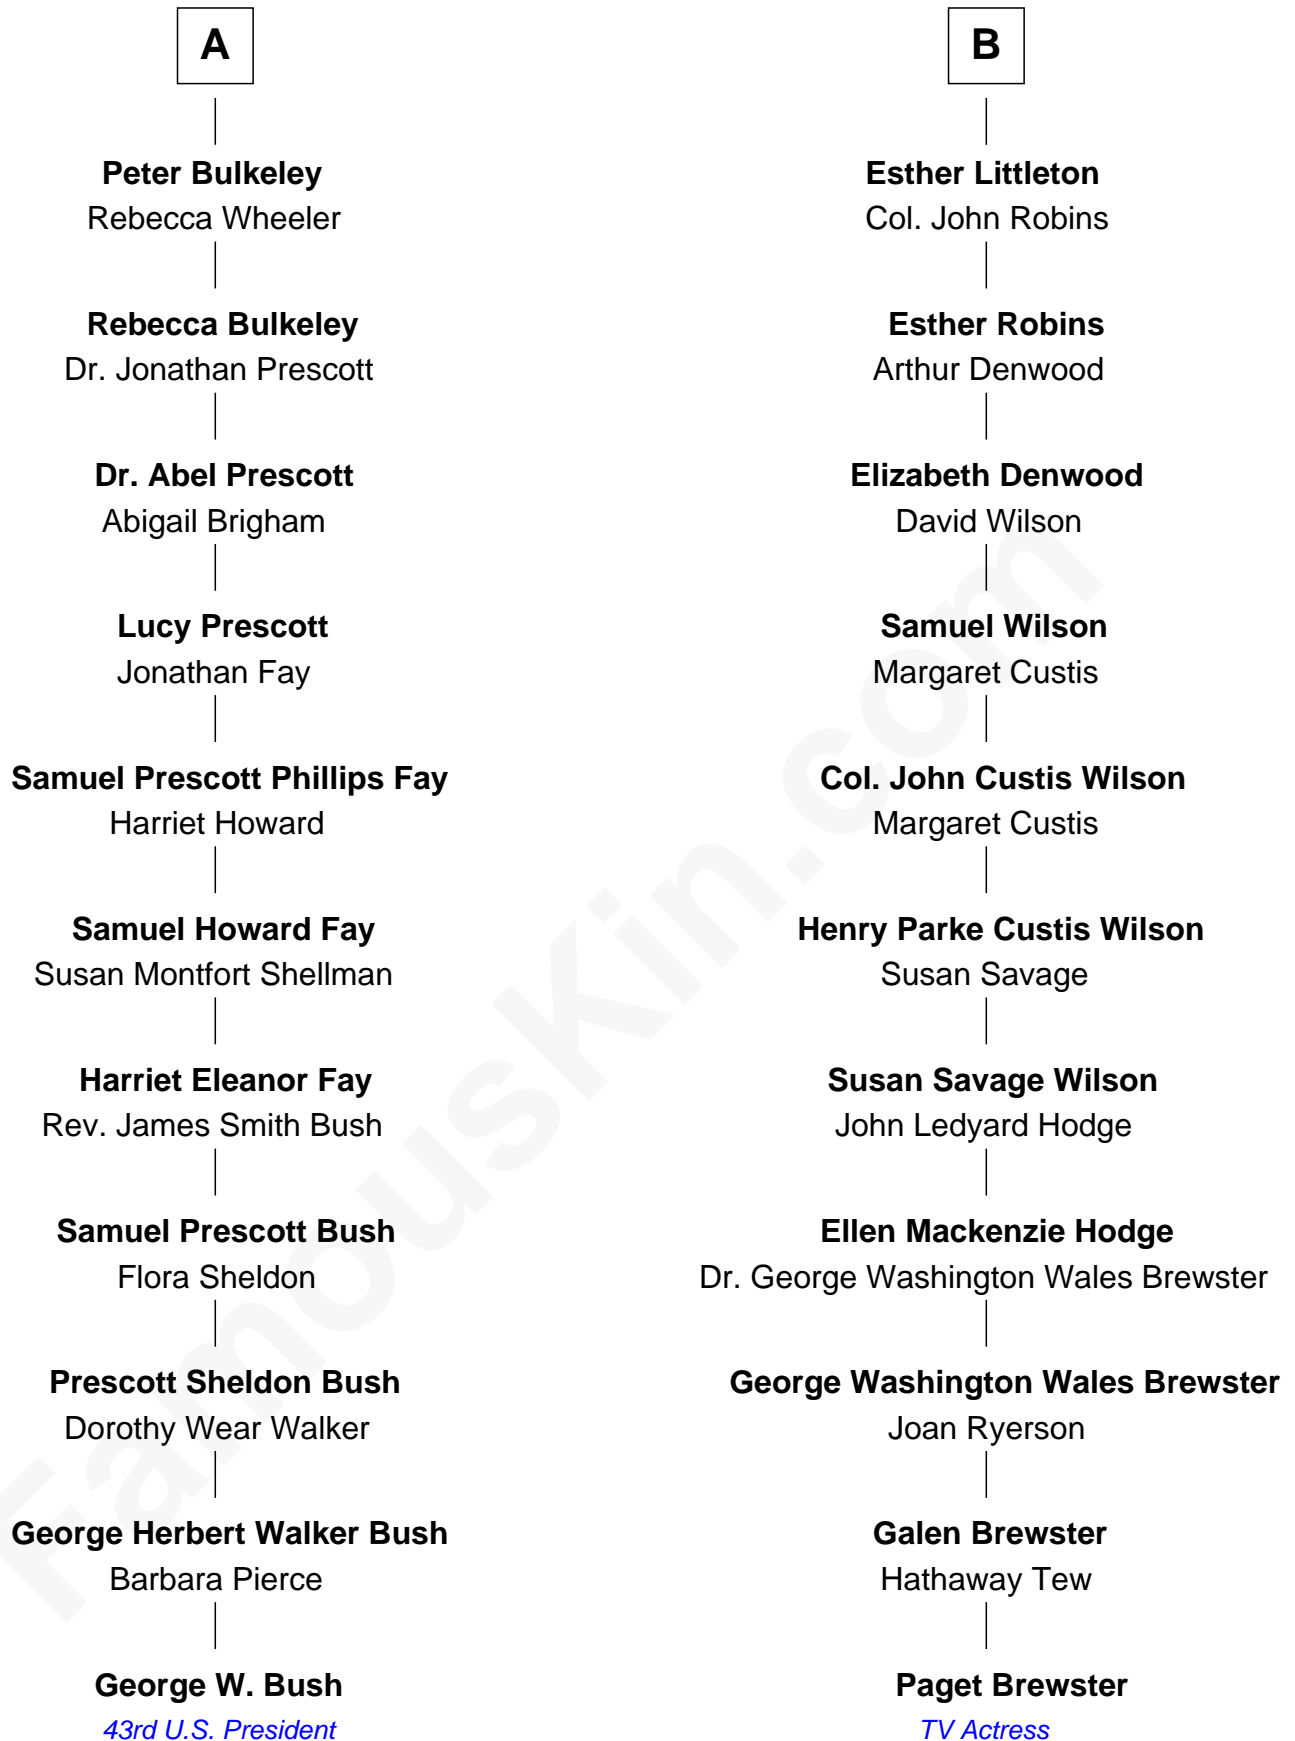 A
Peter Bulkeley
Rebecca Wheeler
Rebecca Bulkeley
Dr. Jonathan Prescott
Dr. Abel Prescott
Abigail Brigham
Lucy Prescott
Jonathan Fay
Samuel Prescott Phillips Fay
Harriet Howard
Samuel Howard Fay
Susan Montfort Shellman
Harriet Eleanor Fay
Rev. James Smith Bush
Samuel Prescott Bush
Flora Sheldon
Prescott Sheldon Bush
Dorothy Wear Walker
George Herbert Walker Bush
Barbara Pierce
George W. Bush
43rd U.S. President
B
Esther Littleton
Col. John Robins
Esther Robins
Arthur Denwood
Elizabeth Denwood
David Wilson
Samuel Wilson
Margaret Custis
Col. John Custis Wilson
Margaret Custis
Henry Parke Custis Wilson
Susan Savage
Susan Savage Wilson
John Ledyard Hodge
Ellen Mackenzie Hodge
Dr. George Washington Wales Brewster
George Washington Wales Brewster
Joan Ryerson
Galen Brewster
Hathaway Tew
Paget Brewster
TV Actress
FamousKin.com